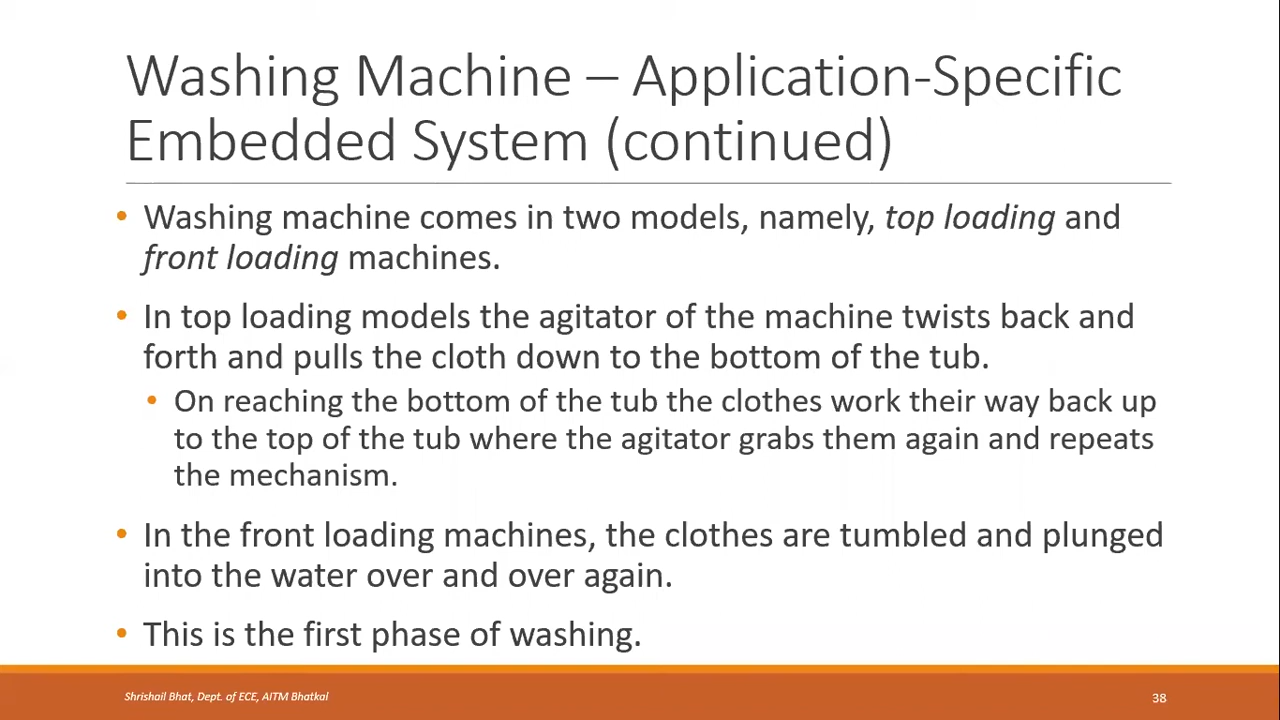 Washing Machine – Application-Specific
Embedded System (continued)
• Washing machine comes in two models, namely, top loading and
front loading machines.
• In top loading models the agitator of the machine twists back and
forth and pulls the cloth down to the bottom of the tub.
• On reaching the bottom of the tub the clothes work their way back up
to the top of the tub where the agitator grabs them again and repeats
the mechanism.
• In the front loading machines, the clothes are tumbled and plunged
into the water over and over again.
• This is the first phase of washing.
Shrishail Bhat, Dept. of ECE, AITM Bhatkal
38